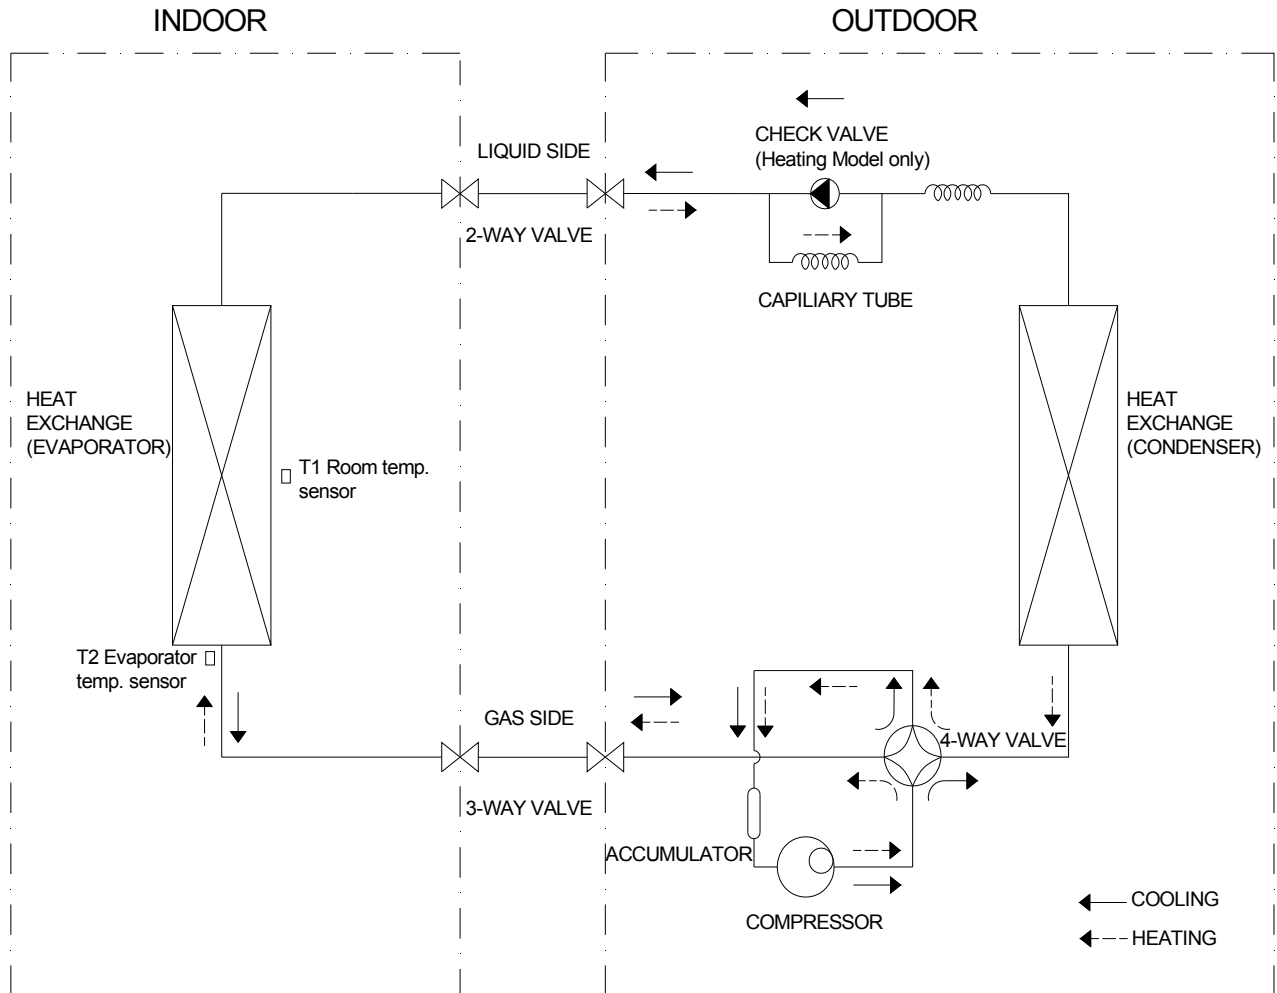 INDOOR
OUTDOOR
CHECK VALVE
(Heating Model only)
LIQUID SIDE
2-WAY VALVE
CAPILIARY TUBE
HEAT
EXCHANGE
(EVAPORATOR)
T1 Room temp.
sensor
HEAT
EXCHANGE
(CONDENSER)
T2 Evaporator
temp. sensor
GAS SIDE
4-WAY VALVE
3-WAY VALVE
ACCUMULATOR
COMPRESSOR
COOLING
HEATING